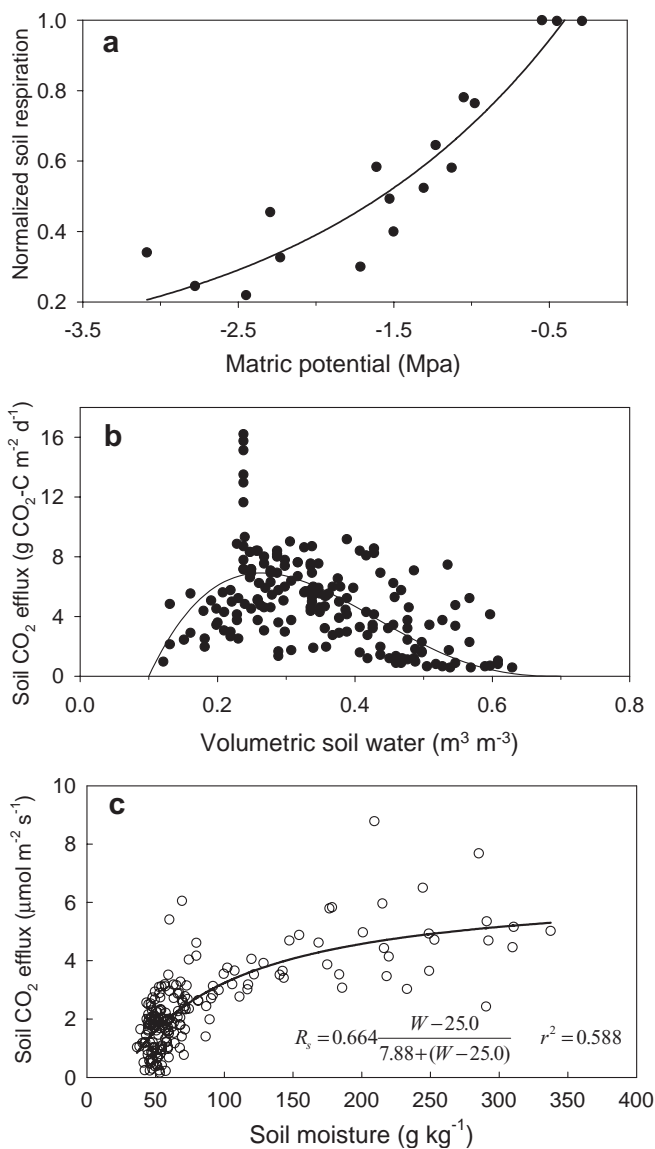 a
Normalized soil respiration
1.0
0.8
0.6
0.4
0.2
-3.5 -2.5 -1.5 -0.5
Matric potential (Mpa)
b
Soil CO₂ efflux (g CO₂-C m⁻² d⁻¹)
16
12
8
4
0
0.0 0.2 0.4 0.6 0.8
Volumetric soil water (m³ m⁻³)
c
Soil CO₂ efflux (μmol m⁻² s⁻¹)
10
8
6
4
2
0
R_s = 0.664 (W − 25.0) / (7.88 + (W − 25.0)) r² = 0.588
0 50 100 150 200 250 300 350 400
Soil moisture (g kg⁻¹)